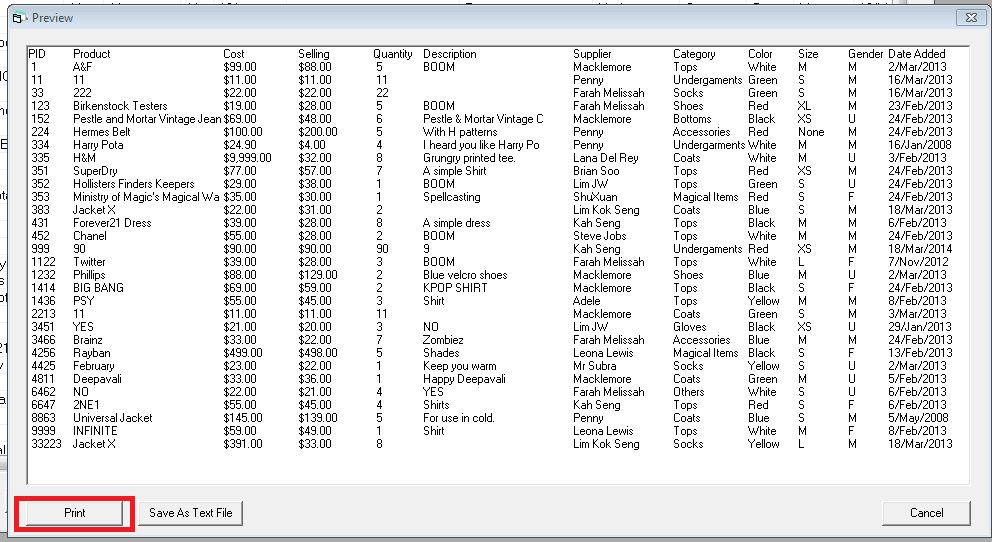 Preview
PID Product Cost Selling Quantity Description Supplier Category Color Size Gender Date Added
1 A&F $99.00 $88.00 5 BOOM Macklemore Tops White M M 2/Mar/2013
11 11 $11.00 $11.00 11 Penny Undergaments Green S M 16/Mar/2013
33 222 $22.00 $22.00 22 Farah Melissah Socks Green S M 16/Mar/2013
123 Birkenstock Testers $19.00 $28.00 5 BOOM Farah Melissah Shoes Red XL M 23/Feb/2013
152 Pestle and Mortar Vintage Jean $69.00 $48.00 6 Pestle & Mortar Vintage C Macklemore Bottoms Black XS U 24/Feb/2013
224 Hermes Belt $100.00 $200.00 5 With H patterns Penny Accessories Red None M 24/Feb/2013
334 Harry Pota $24.90 $4.00 4 I heard you like Harry Po Penny Undergarments White M M 16/Jan/2008
335 H&M $9,999.00 $32.00 8 Grungry printed tee. Lana Del Rey Coats White M U 3/Feb/2013
351 SuperDry $77.00 $57.00 7 A simple Shirt Brian Soo Tops Red XS M 24/Feb/2013
352 Hollisters Finders Keepers $29.00 $38.00 1 BOOM Lim JW Tops Green S U 24/Feb/2013
353 Ministry of Magic's Magical Wa $35.00 $30.00 1 Spellcasting ShuXuan Magical Items Red S F 24/Feb/2013
383 Jacket X $22.00 $31.00 2 Lim Kok Seng Coats Blue S M 18/Mar/2013
431 Forever21 Dress $39.00 $28.00 8 A simple dress Kah Seng Tops Black M M 6/Feb/2013
452 Chanel $55.00 $28.00 2 BOOM Steve Jobs Tops White M M 24/Feb/2013
999 90 $90.00 $90.00 90 9 Kah Seng Undergaments Red XS M 18/Mar/2014
1122 Twitter $39.00 $28.00 3 BOOM Farah Melissah Tops White L F 7/Nov/2012
1232 Phillips $88.00 $129.00 2 Blue velcro shoes Macklemore Shoes Blue M U 2/Mar/2013
1414 BIG BANG $69.00 $59.00 2 KPOP SHIRT Macklemore Tops Black S F 24/Feb/2013
1436 PSY $55.00 $45.00 3 Shirt Adele Tops Yellow M M 8/Feb/2013
2213 11 $11.00 $11.00 11 Macklemore Coats Green S M 3/Mar/2013
3451 YES $21.00 $20.00 3 NO Lim JW Gloves Black XS U 29/Jan/2013
3466 Brainz $33.00 $22.00 7 Zombiez Farah Melissah Accessories Blue M M 24/Feb/2013
4256 Rayban $499.00 $498.00 5 Shades Leona Lewis Magical Items Black S F 13/Feb/2013
4425 February $23.00 $22.00 1 Keep you warm Mr Subra Socks Yellow S U 2/Feb/2013
4811 Deepavali $33.00 $36.00 1 Happy Deepavali Macklemore Coats Green M U 5/Feb/2013
6462 NO $22.00 $21.00 4 YES Farah Melissah Others White S U 6/Feb/2013
6647 2NE1 $55.00 $45.00 4 Shirts Kah Seng Tops Red S F 6/Feb/2013
8863 Universal Jacket $145.00 $139.00 5 For use in cold. Penny Coats Blue S M 5/May/2008
9999 INFINITE $59.00 $49.00 1 Shirt Leona Lewis Tops White M F 8/Feb/2013
33223 Jacket X $391.00 $33.00 8 Lim Kok Seng Socks Yellow L M 18/Mar/2013
Print Save As Text File Cancel